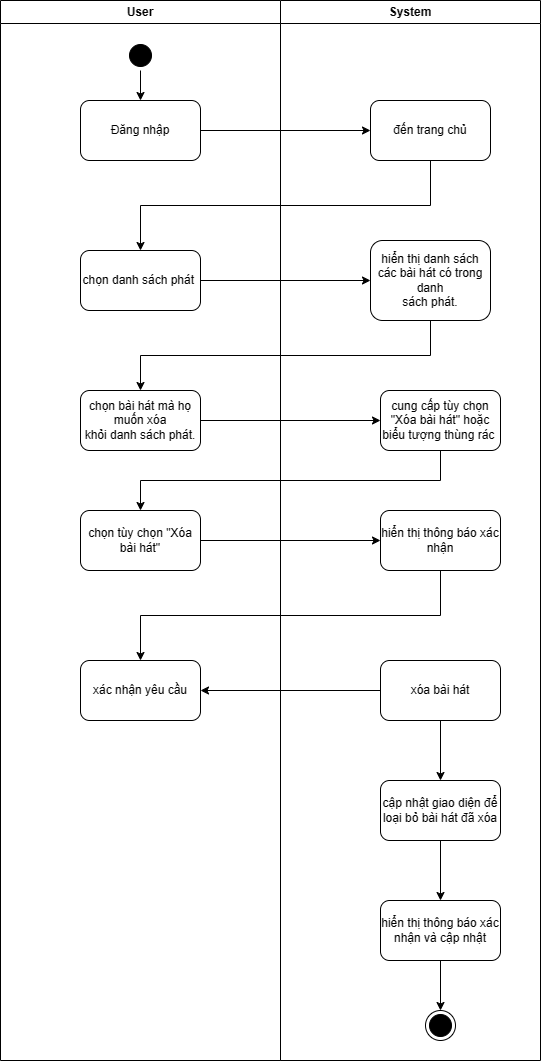 User
System
Đăng nhập
đến trang chủ
chọn danh sách phát
hiển thị danh sách
các bài hát có trong
danh
sách phát.
chọn bài hát mà họ
muốn xóa
khỏi danh sách phát.
cung cấp tùy chọn
"Xóa bài hát" hoặc
biểu tượng thùng rác
chọn tùy chọn "Xóa
bài hát"
hiển thị thông báo xác
nhận
xác nhận yêu cầu
xóa bài hát
cập nhật giao diện để
loại bỏ bài hát đã xóa
hiển thị thông báo xác
nhận và cập nhật